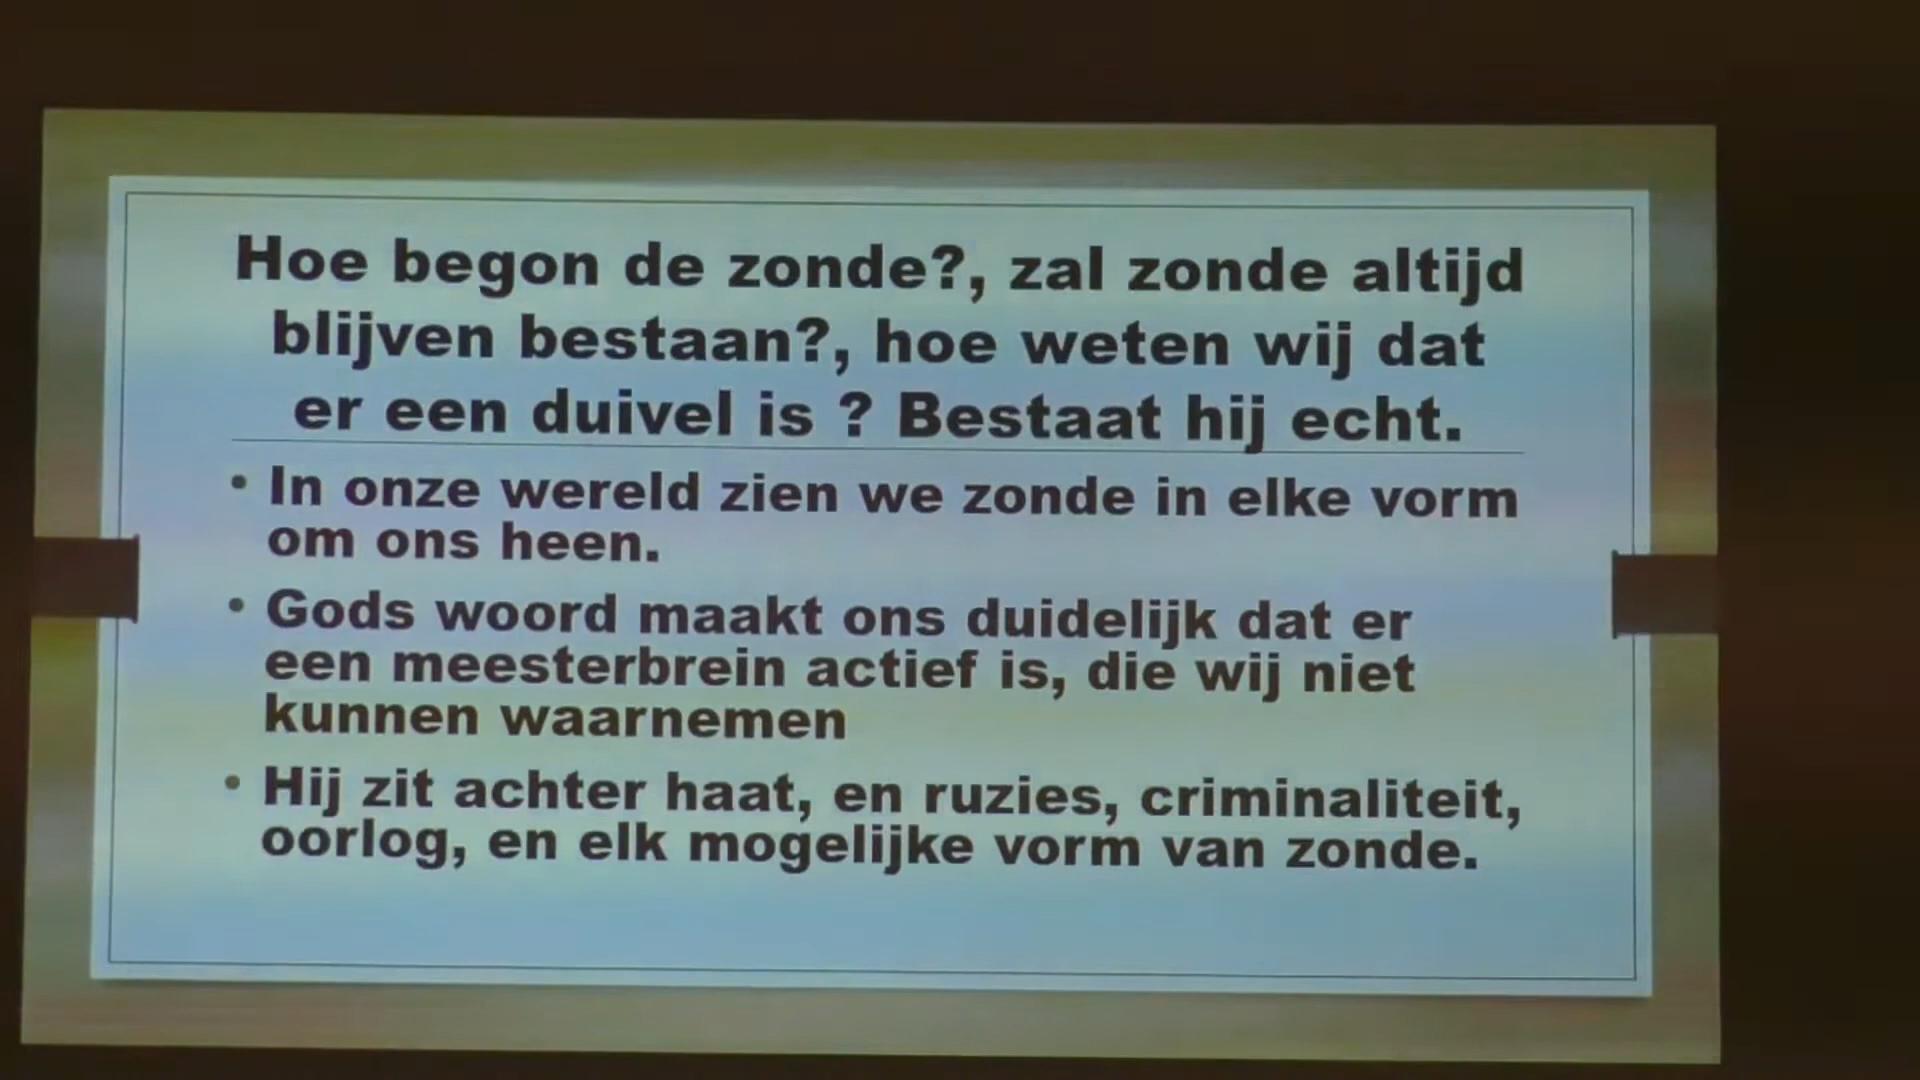 Hoe begon de zonde?, zal zonde altijd
blijven bestaan?, hoe weten wij dat
er een duivel is ? Bestaat hij echt.
• In onze wereld zien we zonde in elke vorm
om ons heen.
• Gods woord maakt ons duidelijk dat er
een meesterbrein actief is, die wij niet
kunnen waarnemen
• Hij zit achter haat, en ruzies, criminaliteit,
oorlog, en elk mogelijke vorm van zonde.